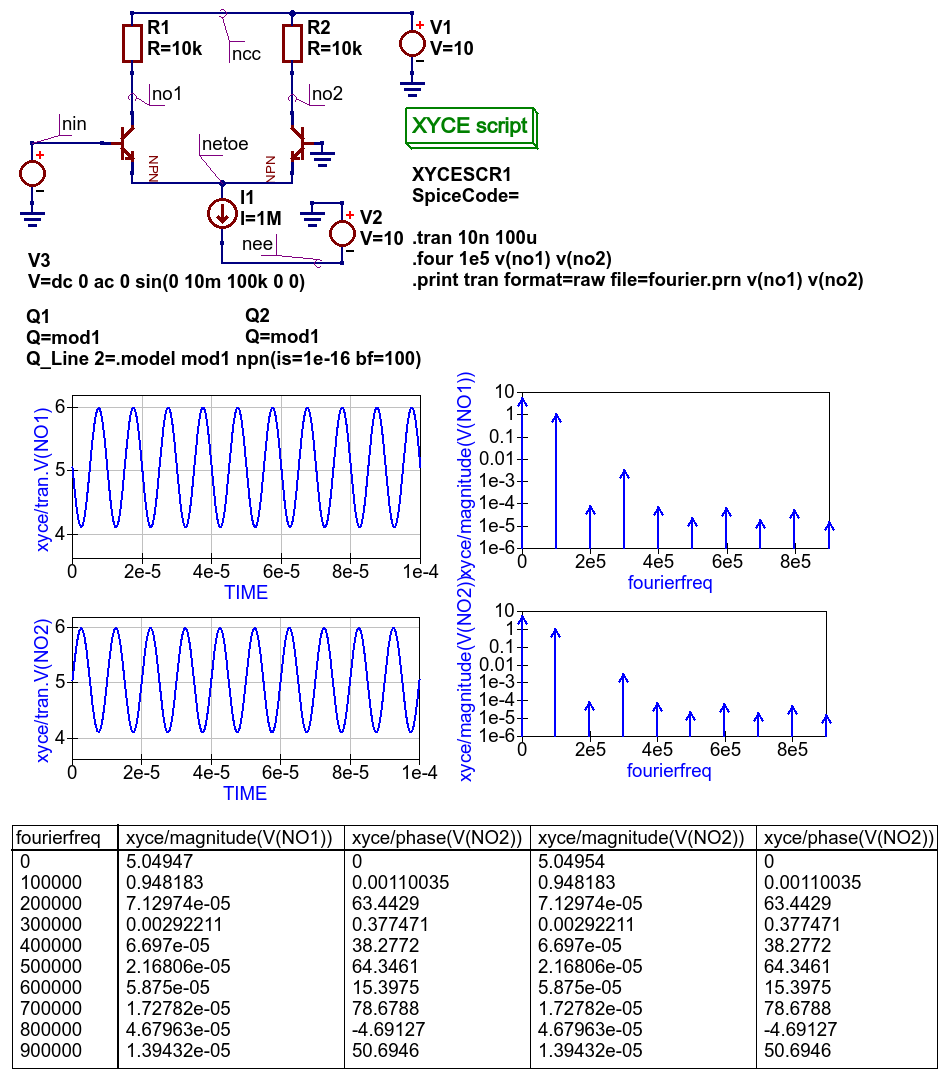 R1
R=10k
R2
R=10k
V1
V=10
ncc
no1
no2
nin
netoe
NPN
NPN
XYCE script
XYCESCR1
SpiceCode=
.tran 10n 100u
.four 1e5 v(no1) v(no2)
.print tran format=raw file=fourier.prn v(no1) v(no2)
I1
I=1M
V2
V=10
nee
V3
V=dc 0 ac 0 sin(0 10m 100k 0 0)
Q1
Q=mod1
Q_Line 2=.model mod1 npn(is=1e-16 bf=100)
Q2
Q=mod1
xyce/tran.V(NO1)
6
5
4
0 2e-5 4e-5 6e-5 8e-5 1e-4
TIME
xyce/magnitude(V(NO1))
10
1
0.1
0.01
1e-3
1e-4
1e-5
1e-6
0 2e5 4e5 6e5 8e5
fourierfreq
xyce/tran.V(NO2)
6
5
4
0 2e-5 4e-5 6e-5 8e-5 1e-4
TIME
xyce/magnitude(V(NO2))
10
1
0.1
0.01
1e-3
1e-4
1e-5
1e-6
0 2e5 4e5 6e5 8e5
fourierfreq
fourierfreq xyce/magnitude(V(NO1)) xyce/phase(V(NO2)) xyce/magnitude(V(NO2)) xyce/phase(V(NO2))
0 5.04947 0 5.04954 0
100000 0.948183 0.00110035 0.948183 0.00110035
200000 7.12974e-05 63.4429 7.12974e-05 63.4429
300000 0.00292211 0.377471 0.00292211 0.377471
400000 6.697e-05 38.2772 6.697e-05 38.2772
500000 2.16806e-05 64.3461 2.16806e-05 64.3461
600000 5.875e-05 15.3975 5.875e-05 15.3975
700000 1.72782e-05 78.6788 1.72782e-05 78.6788
800000 4.67963e-05 -4.69127 4.67963e-05 -4.69127
900000 1.39432e-05 50.6946 1.39432e-05 50.6946